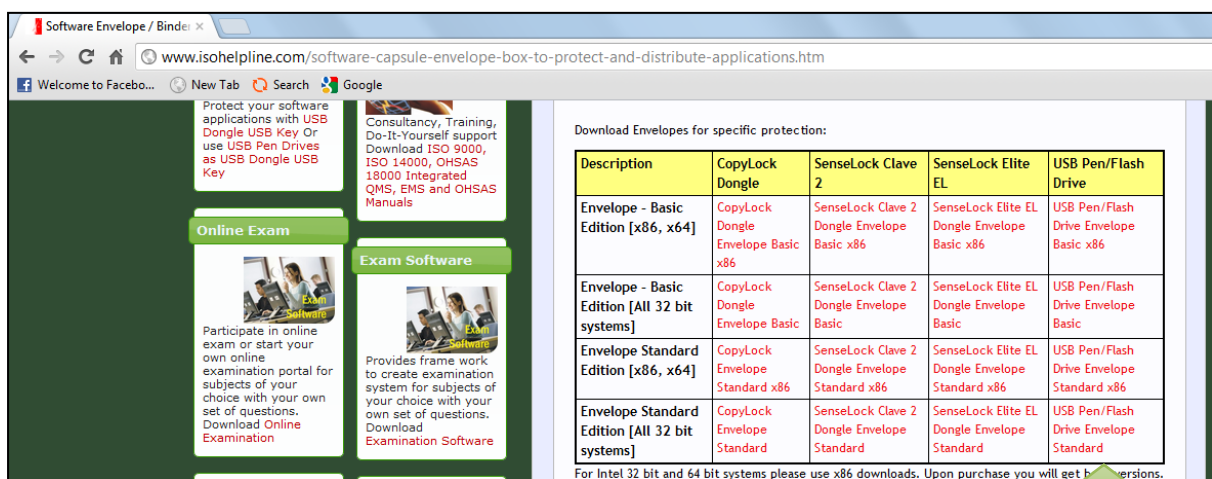 Software Envelope / Binder
www.isohelpline.com/software-capsule-envelope-box-to-protect-and-distribute-applications.htm
Welcome to Facebo... New Tab Search Google
Protect your software
applications with USB
Dongle USB Key Or
use USB Pen Drives
as USB Dongle USB
Key
Online Exam
Exam
Software
Participate in online
exam or start your
own online
examination portal for
subjects of your
choice with your own
set of questions.
Download Online
Examination
Consultancy, Training,
Do-It-Yourself support
Download ISO 9000,
ISO 14000, OHSAS
18000 Integrated
QMS, EMS and OHSAS
Manuals
Exam Software
Exam
Software
Provides frame work
to create examination
system for subjects of
your choice with your
own set of questions.
Download
Examination Software
Download Envelopes for specific protection:
Description
CopyLock
Dongle
SenseLock Clave
2
SenseLock Elite
EL
USB Pen/Flash
Drive
Envelope - Basic
Edition [x86, x64]
CopyLock
Dongle
Envelope Basic
x86
SenseLock Clave 2
Dongle Envelope
Basic x86
SenseLock Elite EL
Dongle Envelope
Basic x86
USB Pen/Flash
Drive Envelope
Basic x86
Envelope - Basic
Edition [All 32 bit
systems]
CopyLock
Dongle
Envelope Basic
SenseLock Clave 2
Dongle Envelope
Basic
SenseLock Elite EL
Dongle Envelope
Basic
USB Pen/Flash
Drive Envelope
Basic
Envelope Standard
Edition [x86, x64]
CopyLock
Envelope
Standard x86
SenseLock Clave 2
Dongle Envelope
Standard x86
SenseLock Elite EL
Dongle Envelope
Standard x86
USB Pen/Flash
Drive Envelope
Standard x86
Envelope Standard
Edition [All 32 bit
systems]
CopyLock
Envelope
Standard
SenseLock Clave 2
Dongle Envelope
Standard
SenseLock Elite EL
Dongle Envelope
Standard
USB Pen/Flash
Drive Envelope
Standard
For Intel 32 bit and 64 bit systems please use x86 downloads. Upon purchase you will get